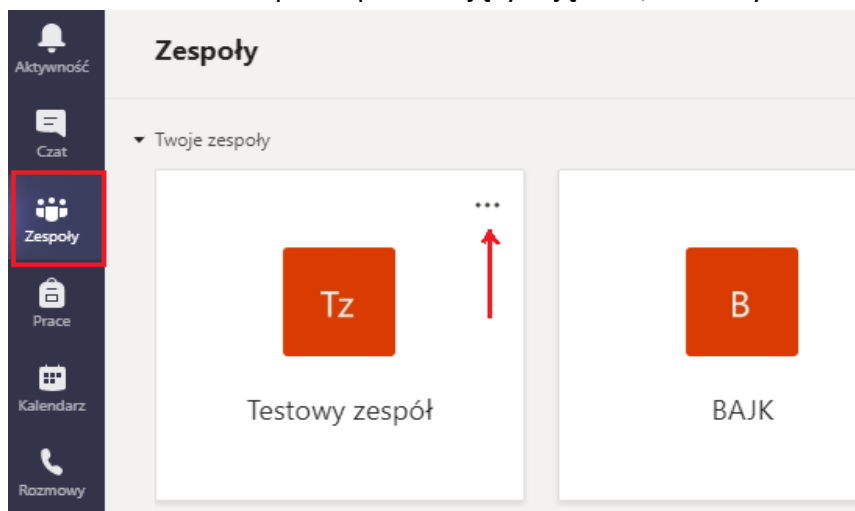 Aktywność
Czat
Zespoły
Prace
Kalendarz
Rozmowy
Zespoły
Twoje zespoły
Tz
Testowy zespół
B
BAJK